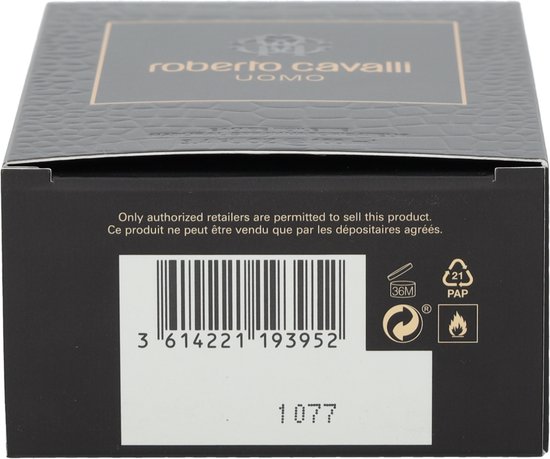 roberto cavalli
UOMO
Only authorized retailers are permitted to sell this product.
Ce produit ne peut être vendu que par les dépositaires agréés.
36M
21
PAP
®
3 614221 193952
1077